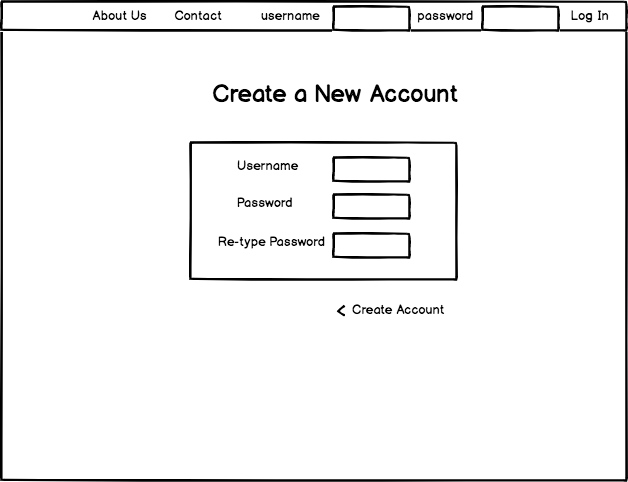 About Us Contact username password Log In
Create a New Account
Username
Password
Re-type Password
< Create Account